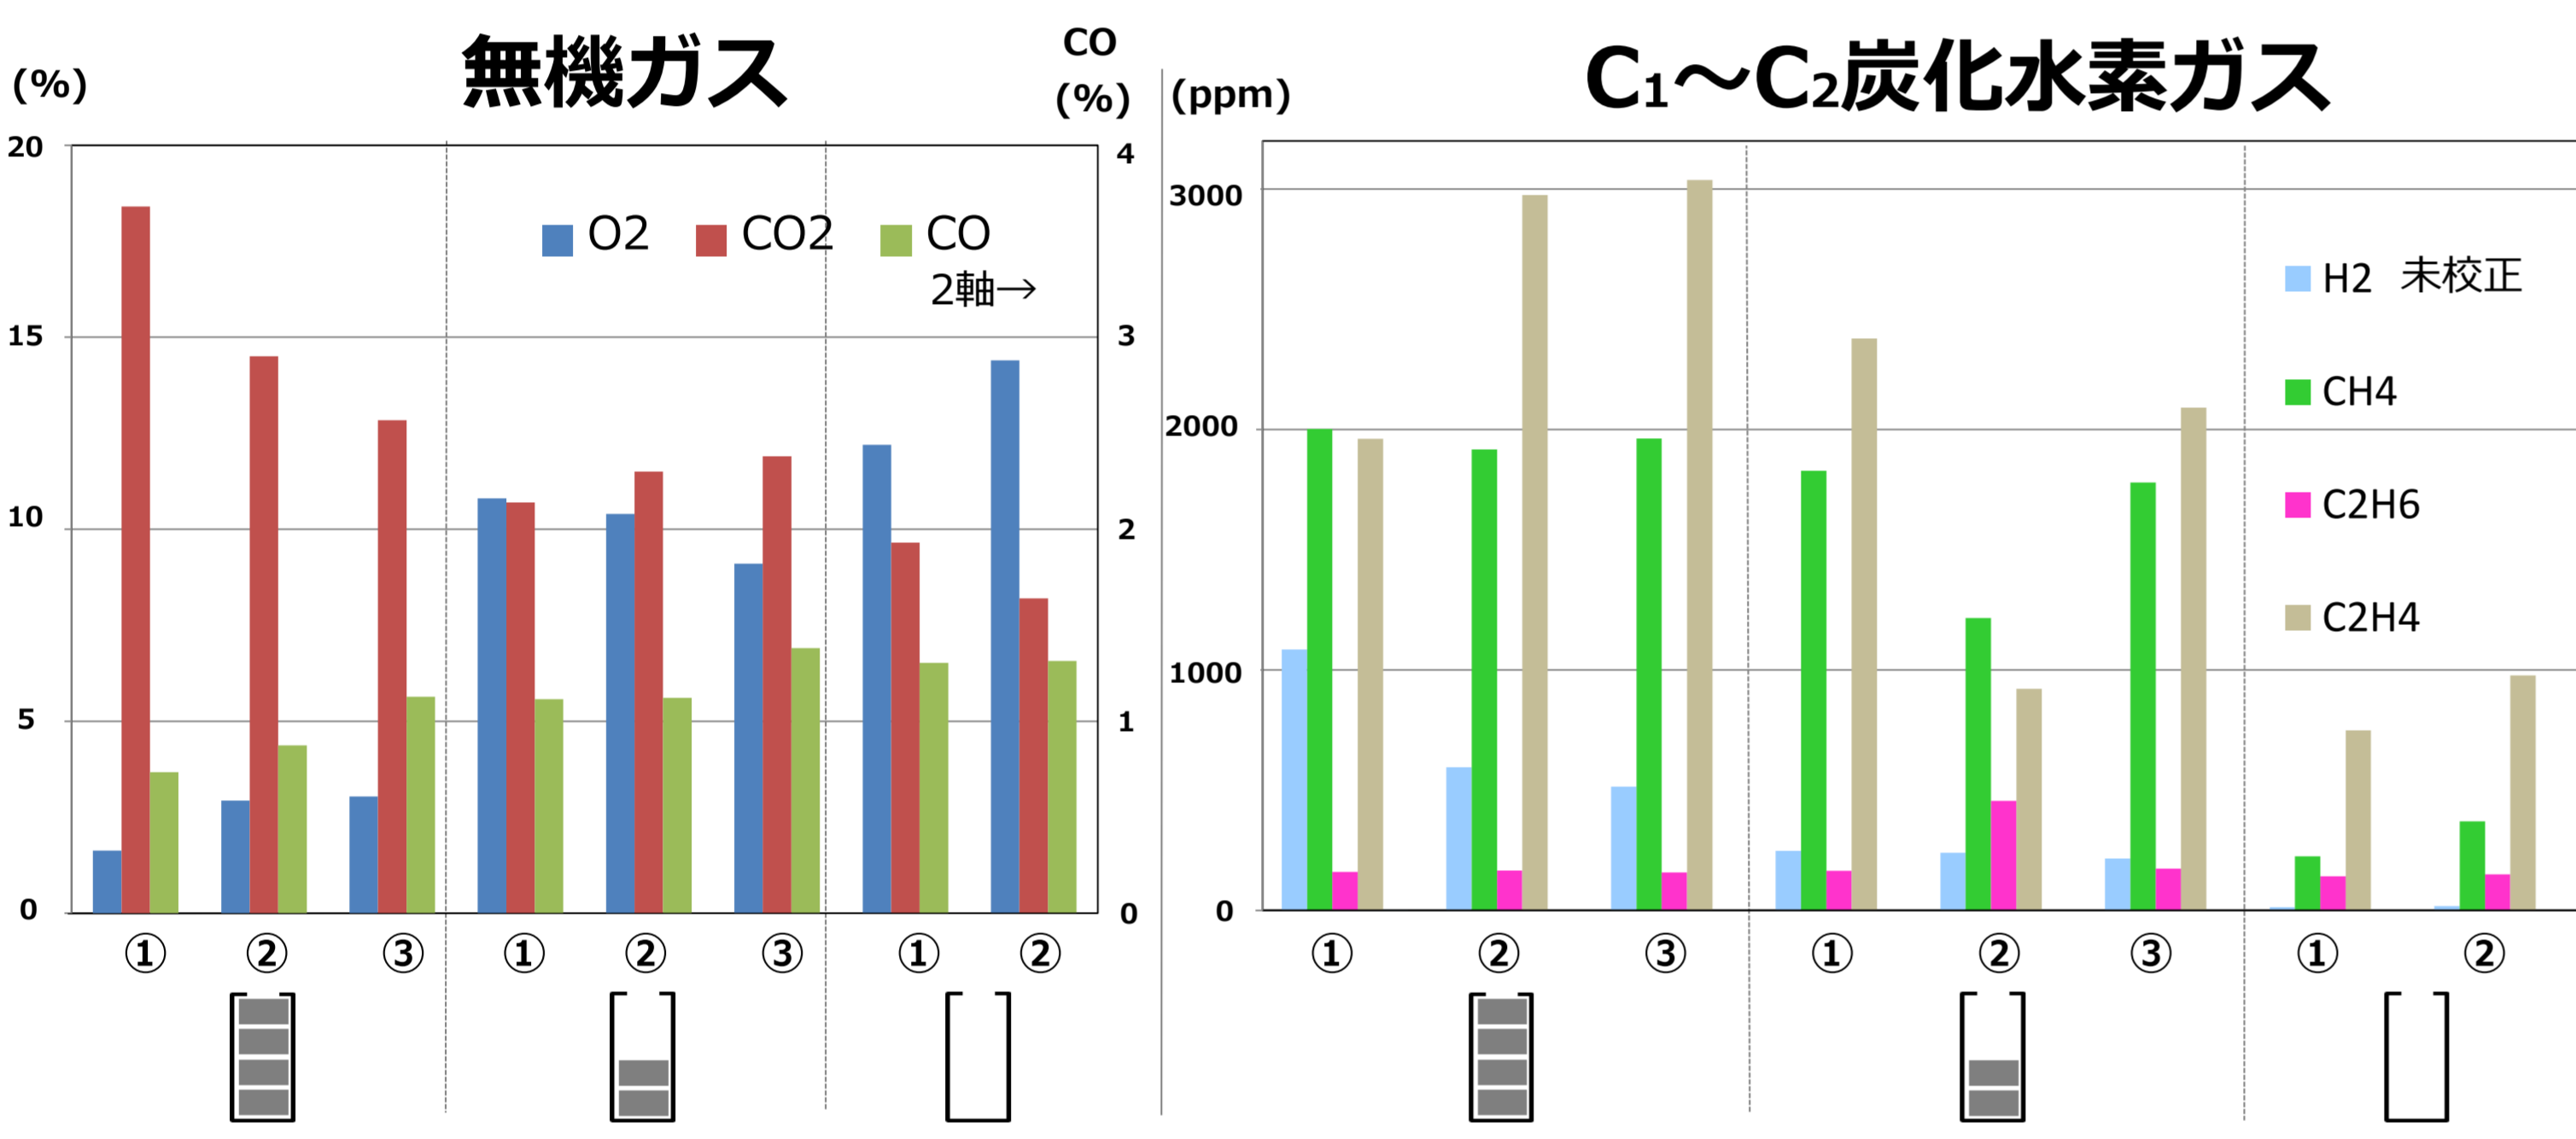 無機ガス
(%)
CO
(%)
20
15
10
5
0
4
3
2
1
0
O2 CO2 CO
2軸→
① ② ③ ① ② ③ ① ②
C₁～C₂炭化水素ガス
(ppm)
3000
2000
1000
0
H2 未校正
CH4
C2H6
C2H4
① ② ③ ① ② ③ ① ②